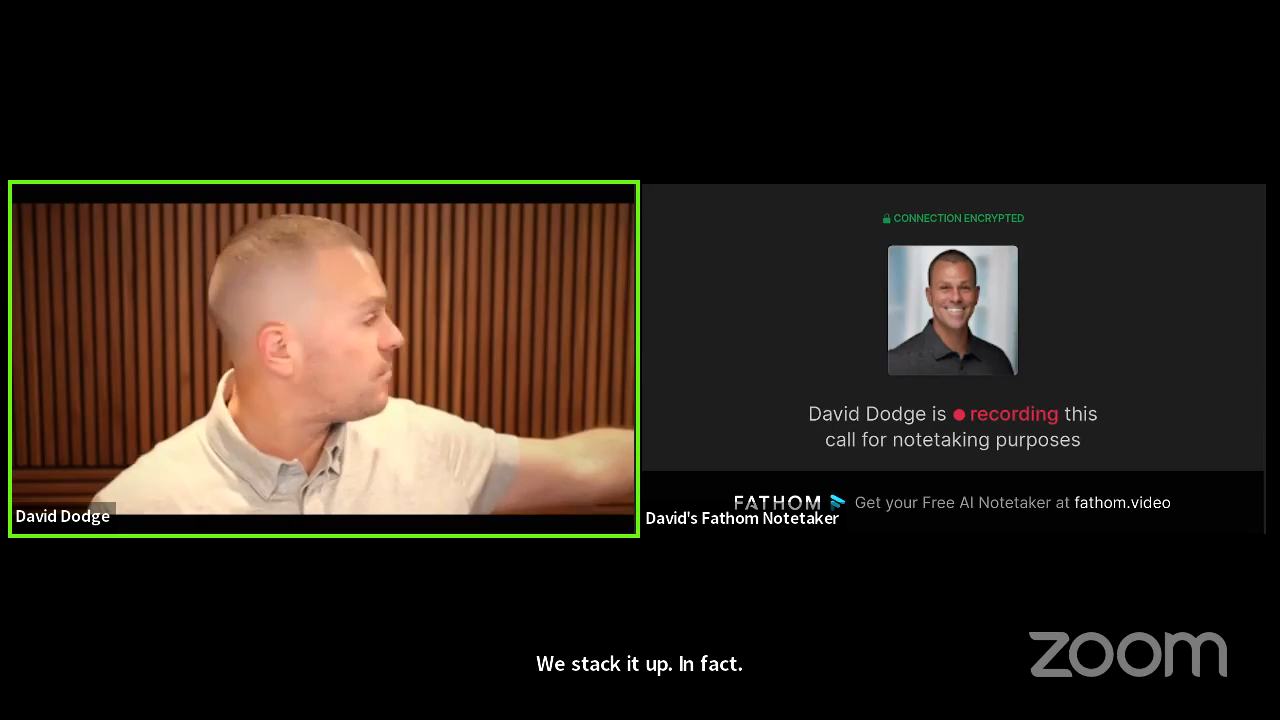 CONNECTION ENCRYPTED
David Dodge is recording this
call for notetaking purposes
FATHOM Get your Free AI Notetaker at fathom.video
David Dodge
David's Fathom Notetaker
We stack it up. In fact.
zoom